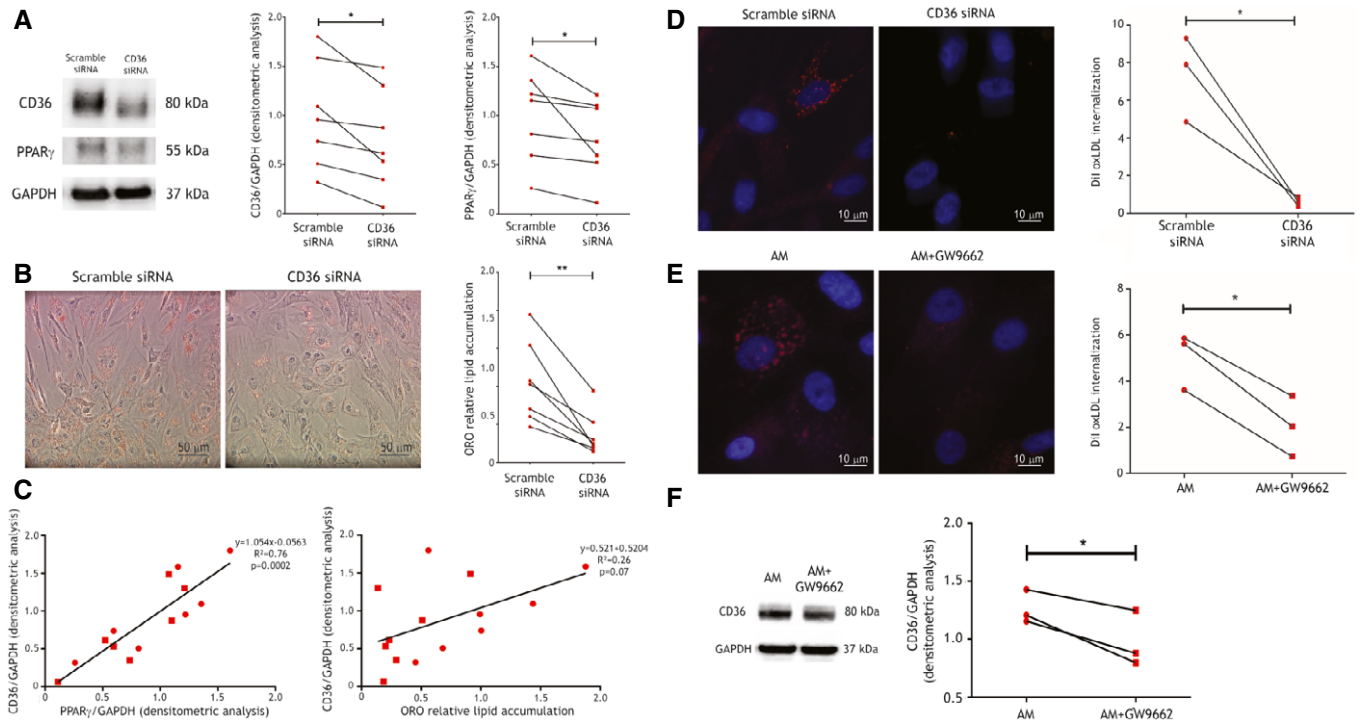 A
Scramble siRNA
CD36 siRNA
CD36
80 kDa
PPARγ
55 kDa
GAPDH
37 kDa
CD36/GAPDH (densitometric analysis)
2.0
1.5
1.0
0.5
0
*
Scramble siRNA
CD36 siRNA
PPARγ/GAPDH (densitometric analysis)
2.0
1.5
1.0
0.5
0
*
Scramble siRNA
CD36 siRNA
B
Scramble siRNA
CD36 siRNA
50 μm
50 μm
ORO relative lipid accumulation
2.0
1.5
1.0
0.5
0
**
Scramble siRNA
CD36 siRNA
C
CD36/GAPDH (densitometric analysis)
2.0
1.5
1.0
0.5
0
y=1.054x-0.0563
R²=0.76
p=0.0002
0
0.5
1.0
1.5
2.0
PPARγ/GAPDH (densitometric analysis)
CD36/GAPDH (densitometric analysis)
2.0
1.5
1.0
0.5
0
y=0.521+0.5204
R²=0.26
p=0.07
0
0.5
1.0
1.5
2.0
ORO relative lipid accumulation
D
Scramble siRNA
CD36 siRNA
10 μm
10 μm
DiI oxLDL internalization
10
8
6
4
2
0
*
Scramble siRNA
CD36 siRNA
E
AM
AM+GW9662
10 μm
10 μm
DiI oxLDL internalization
8
6
4
2
0
*
AM
AM+GW9662
F
AM
AM+
GW9662
CD36
80 kDa
GAPDH
37 kDa
CD36/GAPDH
(densitometric analysis)
2.0
1.5
1.0
0.5
*
AM
AM+GW9662